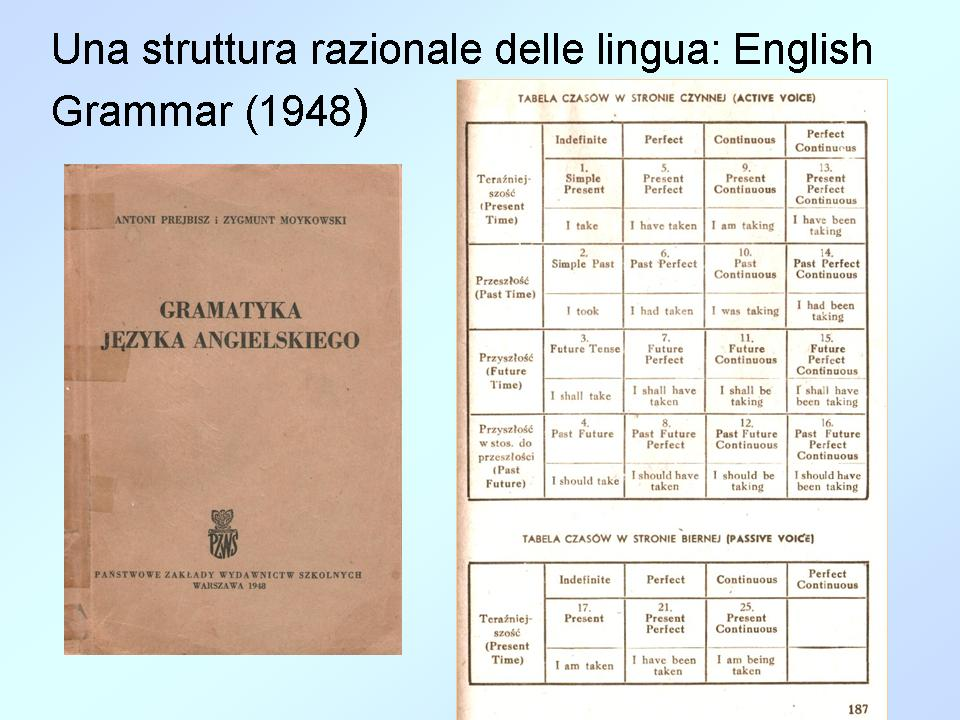 Una struttura razionale delle lingua: English
Grammar (1948)
ANTONI PREJBISZ i ZYGMUNT MOYKOWSKI
GRAMATYKA
JĘZYKA ANGIELSKIEGO
PZWS
PAŃSTWOWE ZAKŁADY WYDAWNICTW SZKOLNYCH
WARSZAWA 1948
TABELA CZASÓW W STRONIE CZYNNEJ (ACTIVE VOICE)
Indefinite Perfect Continuous Perfect Continuous
Teraźniej-
szość
(Present
Time)
1.
Simple
Present
5.
Present
Perfect
9.
Present
Continuous
13.
Present
Perfect
Continuous
I take
I have taken
I am taking
I have been
taking
Przeszłość
(Past Time)
2.
Simple Past
6.
Past Perfect
10.
Past
Continuous
14.
Past Perfect
Continuous
I took
I had taken
I was taking
I had been
taking
Przyszłość
(Future
Time)
3.
Future Tense
7.
Future
Perfect
11.
Future
Continuous
15.
Future
Perfect
Continuous
I shall take
I shall have
taken
I shall be
taking
I shall have
been taking
Przyszłość
w stos. do
przeszłości
(Past
Future)
4.
Past Future
8.
Past Future
Perfect
12.
Past Future
Continuous
16.
Past Future
Perfect
Continuous
I should take
I should have
taken
I should be
taking
I should have
been taking
TABELA CZASÓW W STRONIE BIERNEJ (PASSIVE VOICE)
Indefinite Perfect Continuous Perfect Continuous
Teraźniej-
szość
(Present
Time)
17.
Present
21.
Present
Perfect
25.
Present
Continuous
I am taken
I have been
taken
I am being
taken
187